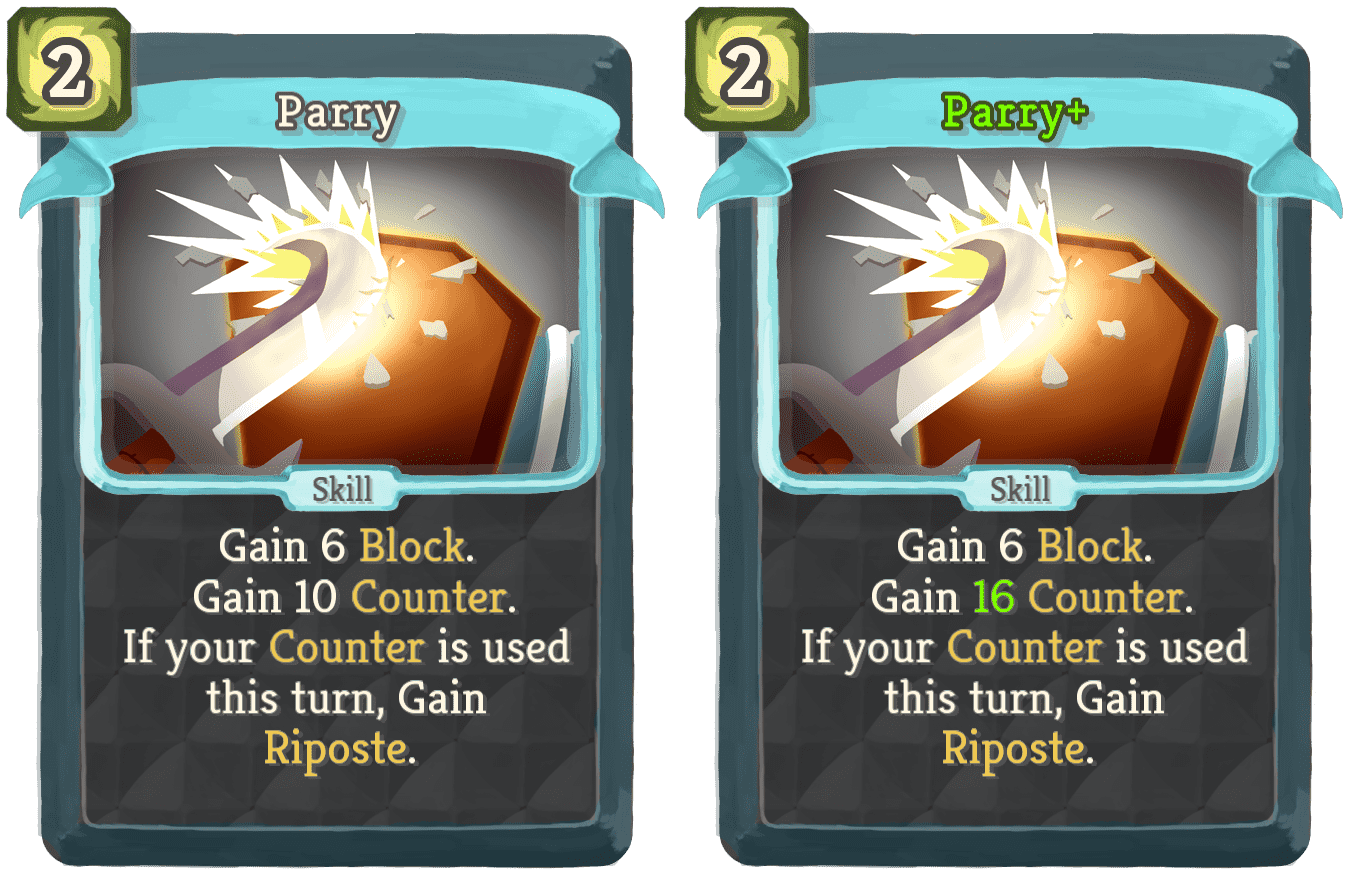 2
Parry
Skill
Gain 6 Block.
Gain 10 Counter.
If your Counter is used
this turn, Gain
Riposte.
2
Parry+
Skill
Gain 6 Block.
Gain 16 Counter.
If your Counter is used
this turn, Gain
Riposte.